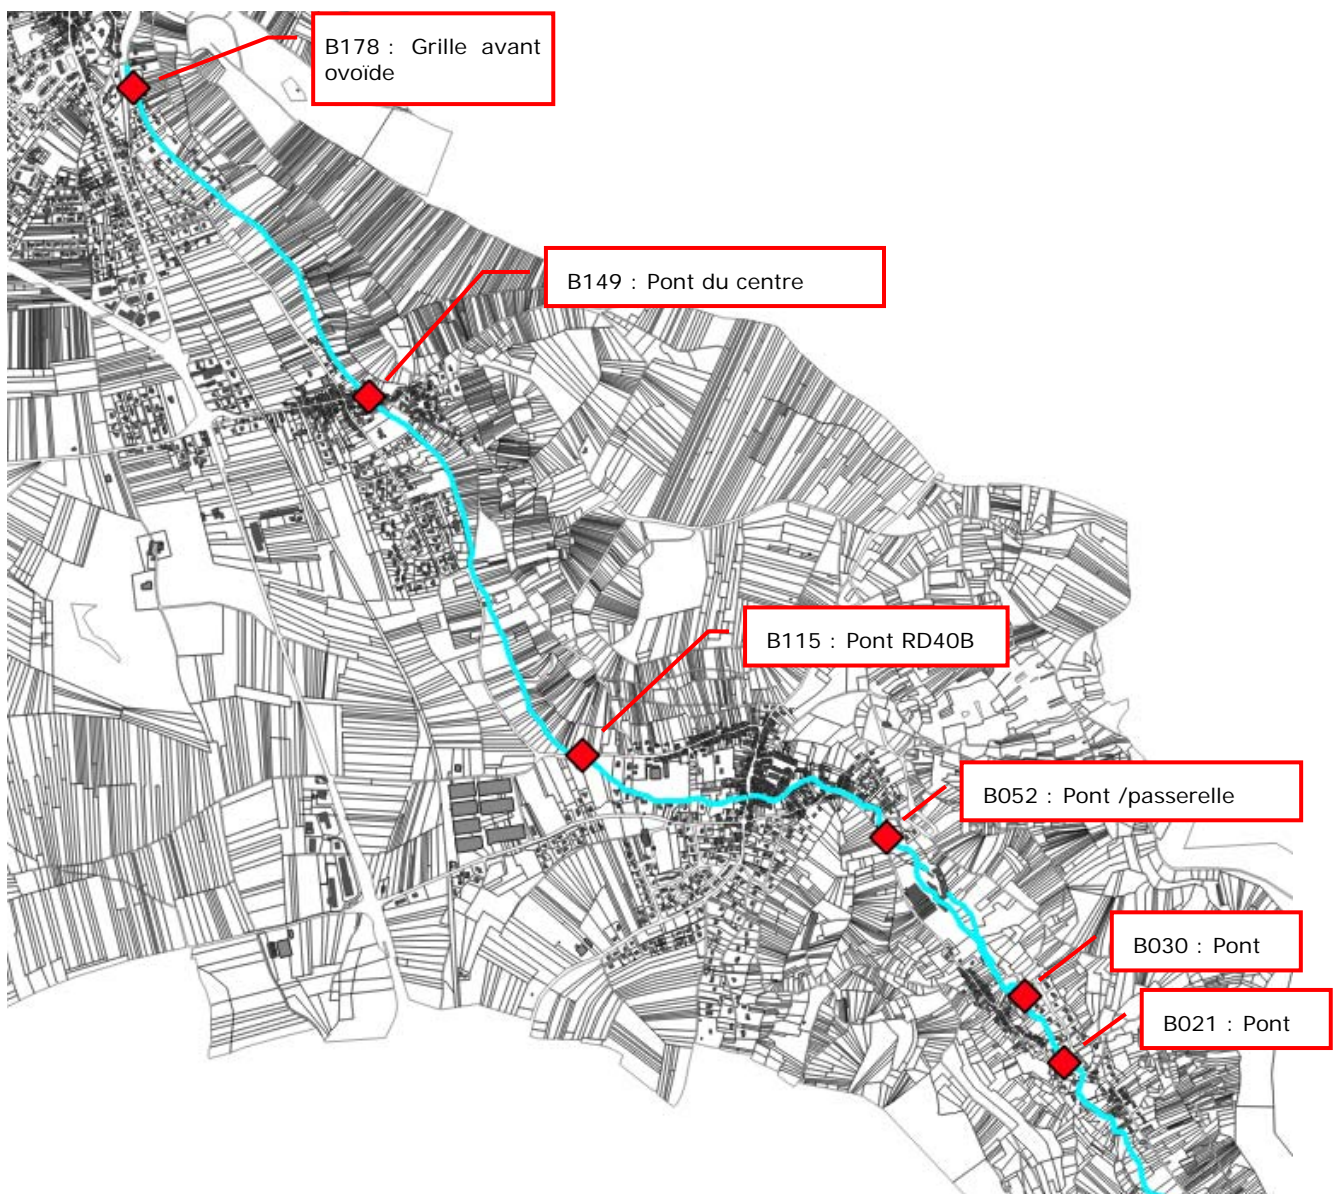 B178 : Grille avant
ovoïde
B149 : Pont du centre
B115 : Pont RD40B
B052 : Pont /passerelle
B030 : Pont
B021 : Pont